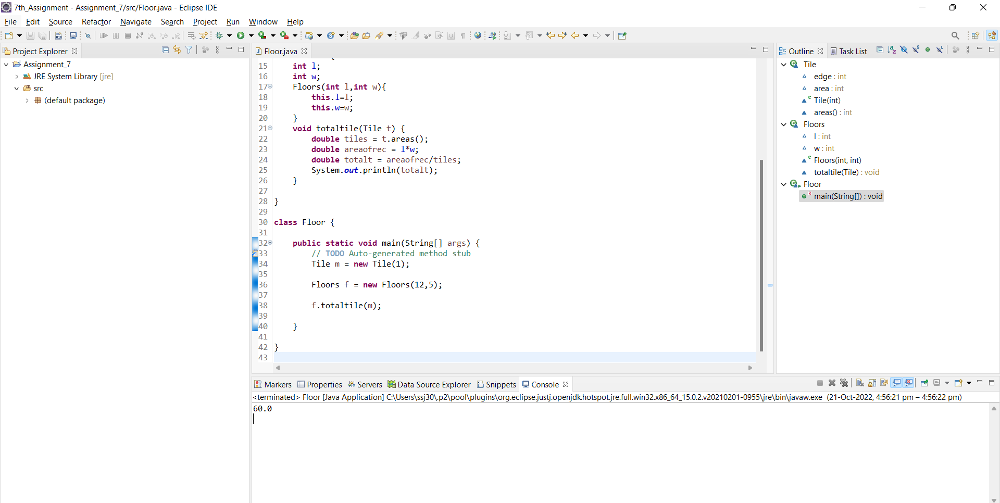 7th_Assignment - Assignment_7/src/Floor.java - Eclipse IDE
File Edit Source Refactor Navigate Search Project Run Window Help
Project Explorer
Assignment_7
JRE System Library [jre]
src
(default package)
Floor.java
15 int l;
16 int w;
17 Floors(int l,int w){
18 this.l=l;
19 this.w=w;
20 }
21 void totaltile(Tile t) {
22 double tiles = t.areas();
23 double areaofrec = l*w;
24 double totalt = areaofrec/tiles;
25 System.out.println(totalt);
26 }
27
28 }
29
30 class Floor {
31
32 public static void main(String[] args) {
33 // TODO Auto-generated method stub
34 Tile m = new Tile(1);
35
36 Floors f = new Floors(12,5);
37
38 f.totaltile(m);
39
40 }
41
42 }
43
Outline Task List
Tile
edge : int
area : int
Tile(int)
areas() : int
Floors
l : int
w : int
Floors(int, int)
totaltile(Tile) : void
Floor
main(String[]) : void
Markers Properties Servers Data Source Explorer Snippets Console
<terminated> Floor [Java Application] C:\Users\ssj30\.p2\pool\plugins\org.eclipse.justj.openjdk.hotspot.jre.full.win32.x86_64_15.0.2.v20210201-0955\jre\bin\javaw.exe (21-Oct-2022, 4:56:21 pm – 4:56:22 pm)
60.0